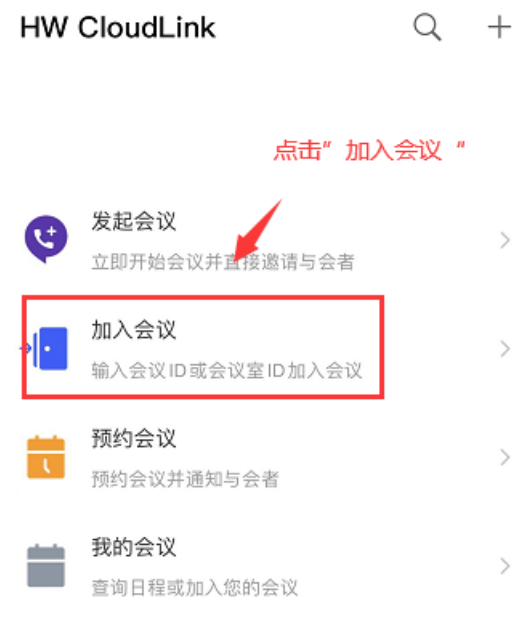 HW CloudLink
点击“ 加入会议 “
发起会议
立即开始会议并直接邀请与会者
加入会议
输入会议ID或会议室ID加入会议
预约会议
预约会议并通知与会者
我的会议
查询日程或加入您的会议